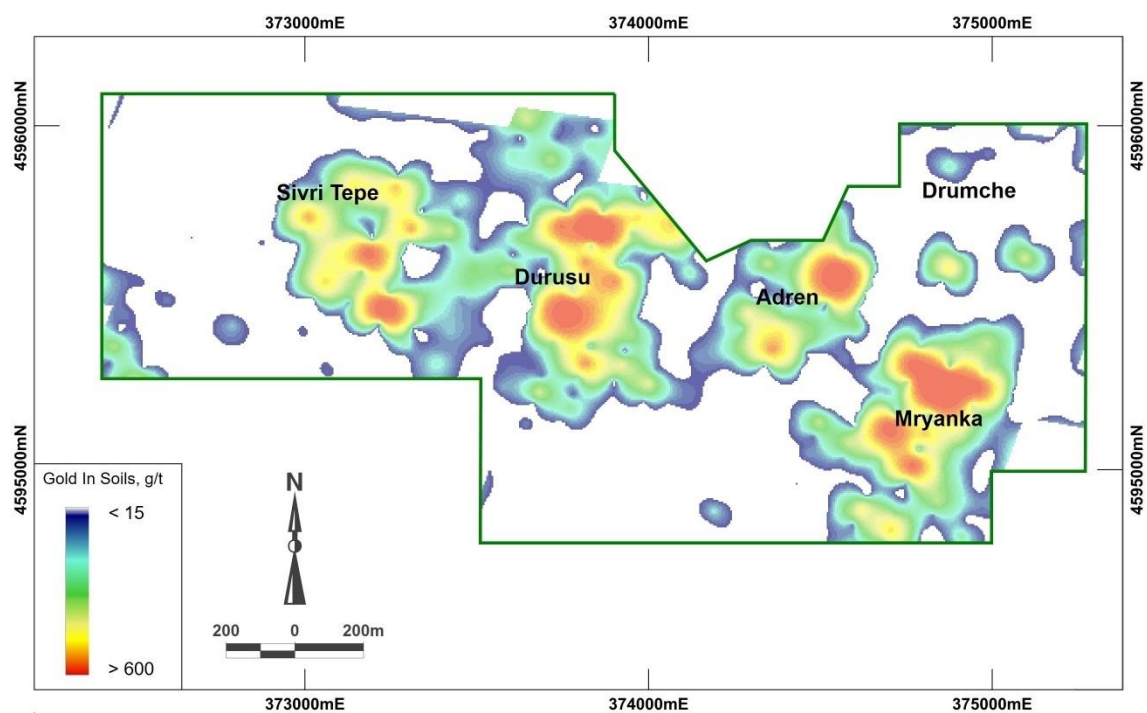 373000mE
374000mE
375000mE
4596000mN
4596000mN
Sivri Tepe
Drumche
Durusu
Adren
Mryanka
4595000mN
4595000mN
Gold In Soils, g/t
< 15
> 600
N
200 0 200m
373000mE
374000mE
375000mE